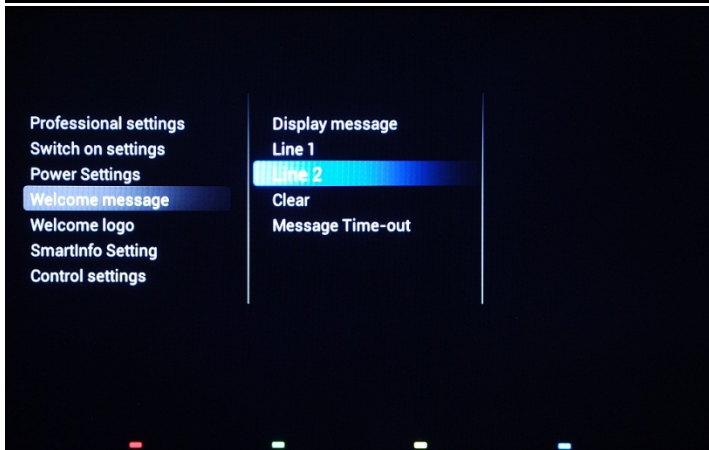 Professional settings
Switch on settings
Power Settings
Welcome message
Welcome logo
SmartInfo Setting
Control settings
Display message
Line 1
Line 2
Clear
Message Time-out